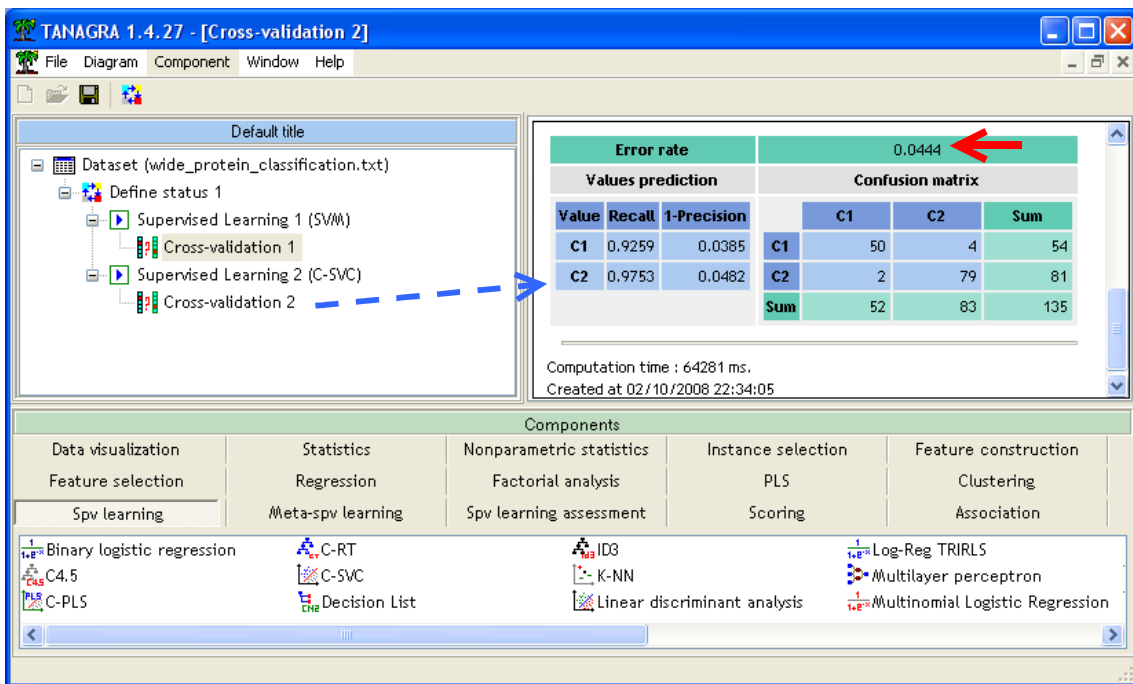 TANAGRA 1.4.27 - [Cross-validation 2]
File Diagram Component Window Help
Default title
Dataset (wide_protein_classification.txt)
Define status 1
Supervised Learning 1 (SVM)
Cross-validation 1
Supervised Learning 2 (C-SVC)
Cross-validation 2
Error rate 0.0444
Values prediction Confusion matrix
Value Recall 1-Precision C1 C2 Sum
C1 0.9259 0.0385 C1 50 4 54
C2 0.9753 0.0482 C2 2 79 81
Sum 52 83 135
Computation time : 64281 ms.
Created at 02/10/2008 22:34:05
Components
Data visualization Statistics Nonparametric statistics Instance selection Feature construction
Feature selection Regression Factorial analysis PLS Clustering
Spv learning Meta-spv learning Spv learning assessment Scoring Association
Binary logistic regression C-RT ID3 Log-Reg TRIRLS
C4.5 C-SVC K-NN Multilayer perceptron
C-PLS Decision List Linear discriminant analysis Multinomial Logistic Regression